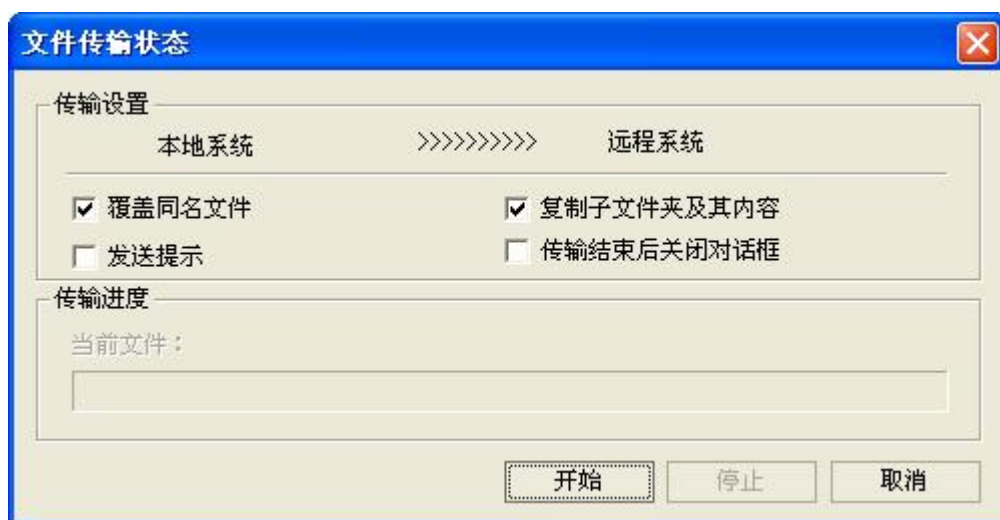 文件传输状态
传输设置
本地系统 >>>>>>>>>> 远程系统
覆盖同名文件 复制子文件夹及其内容
发送提示 传输结束后关闭对话框
传输进度
当前文件：
开始 停止 取消